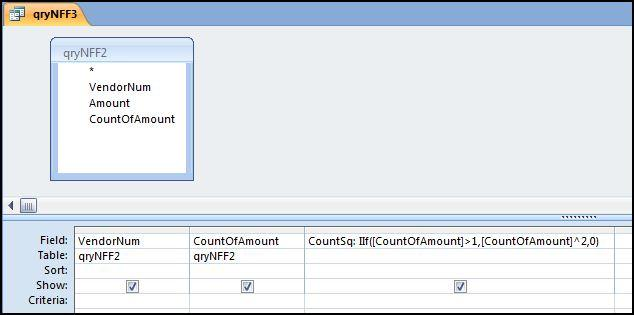 qryNFF3
qryNFF2
*
VendorNum
Amount
CountOfAmount
Field: VendorNum CountOfAmount CountSq: IIf([CountOfAmount]>1,[CountOfAmount]^2,0)
Table: qryNFF2 qryNFF2
Sort:
Show:
Criteria: